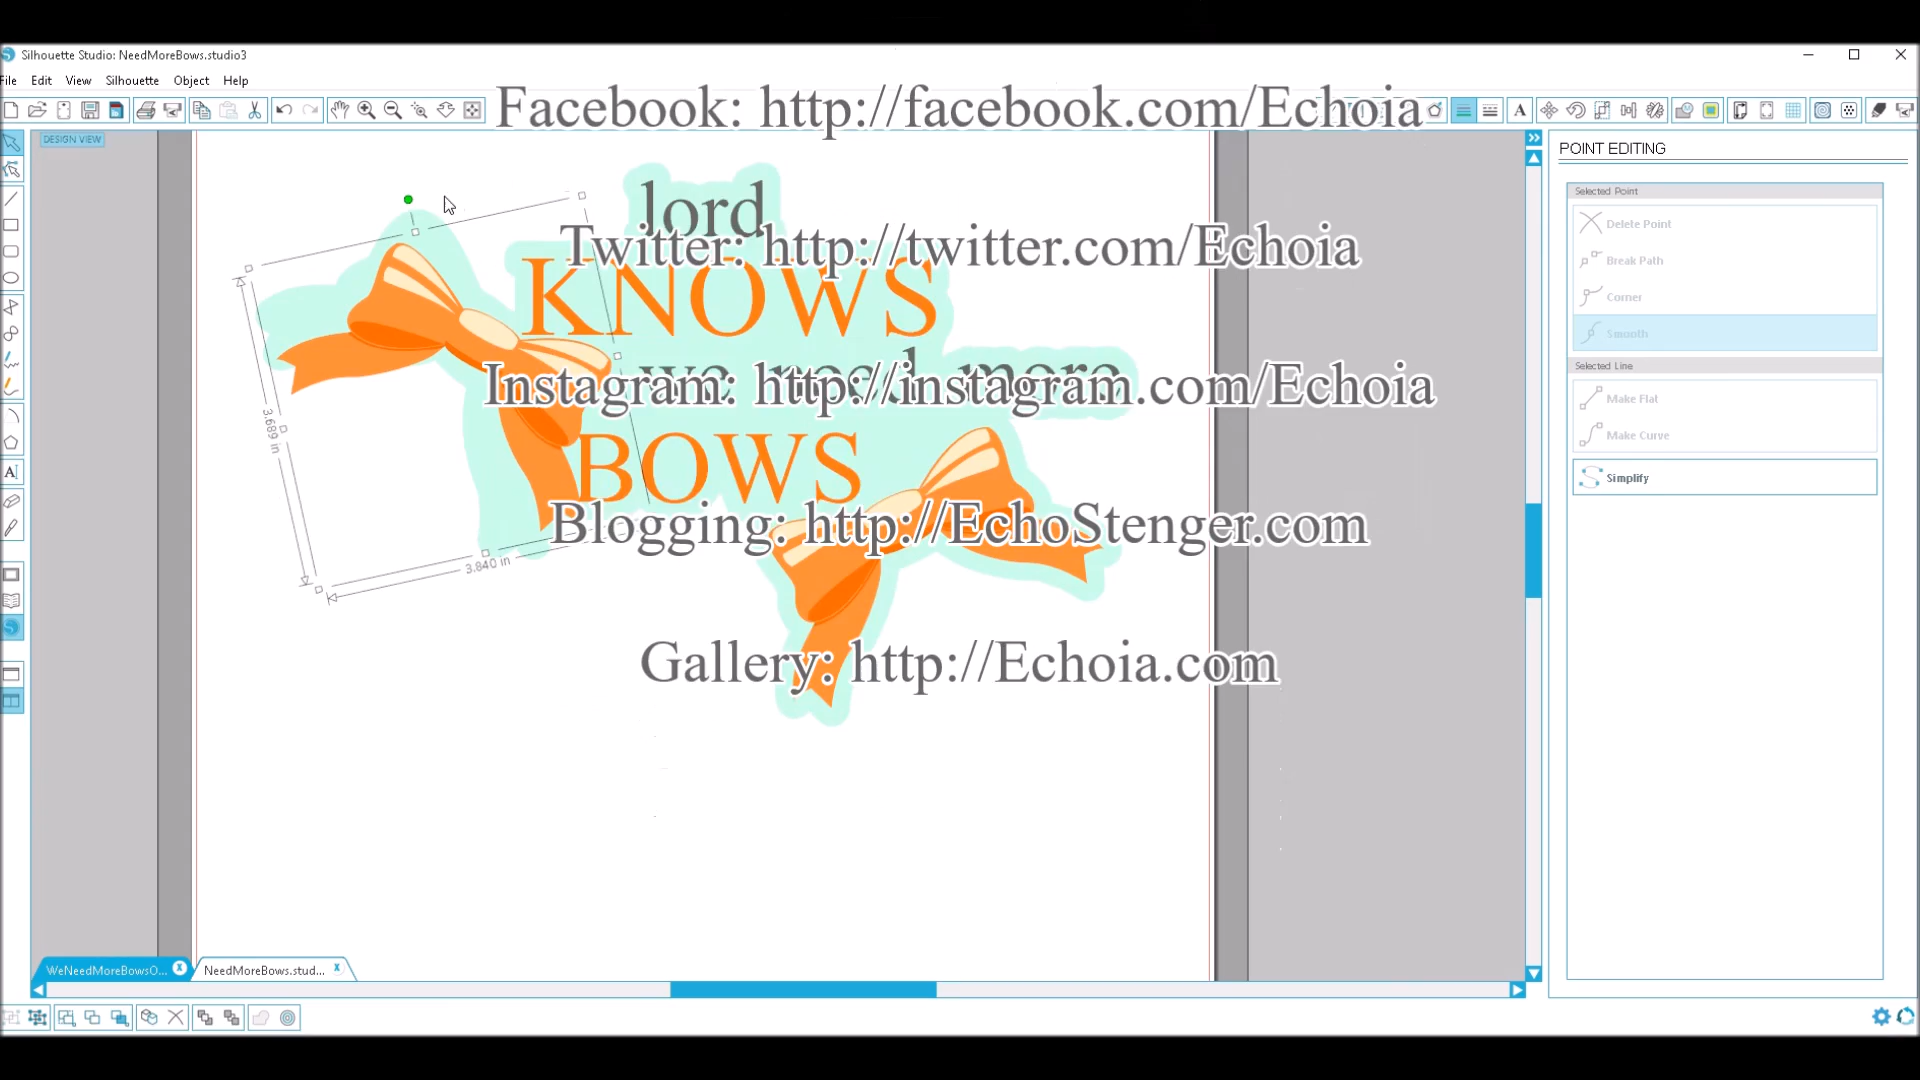 Silhouette Studio: NeedMoreBows.studio3
File Edit View Silhouette Object Help
Facebook: http://facebook.com/Echoia
DESIGN VIEW
POINT EDITING
Selected Point
Delete Point
Break Path
Corner
Smooth
Selected Line
Make Flat
Make Curve
Simplify
lord
Twitter: http://twitter.com/Echoia
KNOWS
we need more
Instagram: http://instagram.com/Echoia
BOWS
3.689 in
Blogging: http://EchoStenger.com
3.840 in
Gallery: http://Echoia.com
WeNeedMoreBowsO... NeedMoreBows.stud...